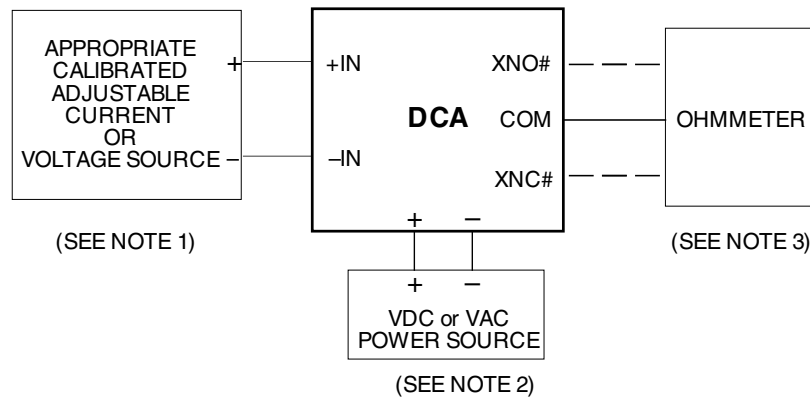 APPROPRIATE
CALIBRATED
ADJUSTABLE
CURRENT
OR
VOLTAGE SOURCE
+
–
(SEE NOTE 1)
+IN
–IN
DCA
XNO#
COM
XNC#
+ –
OHMMETER
(SEE NOTE 3)
+ –
VDC or VAC
POWER SOURCE
(SEE NOTE 2)